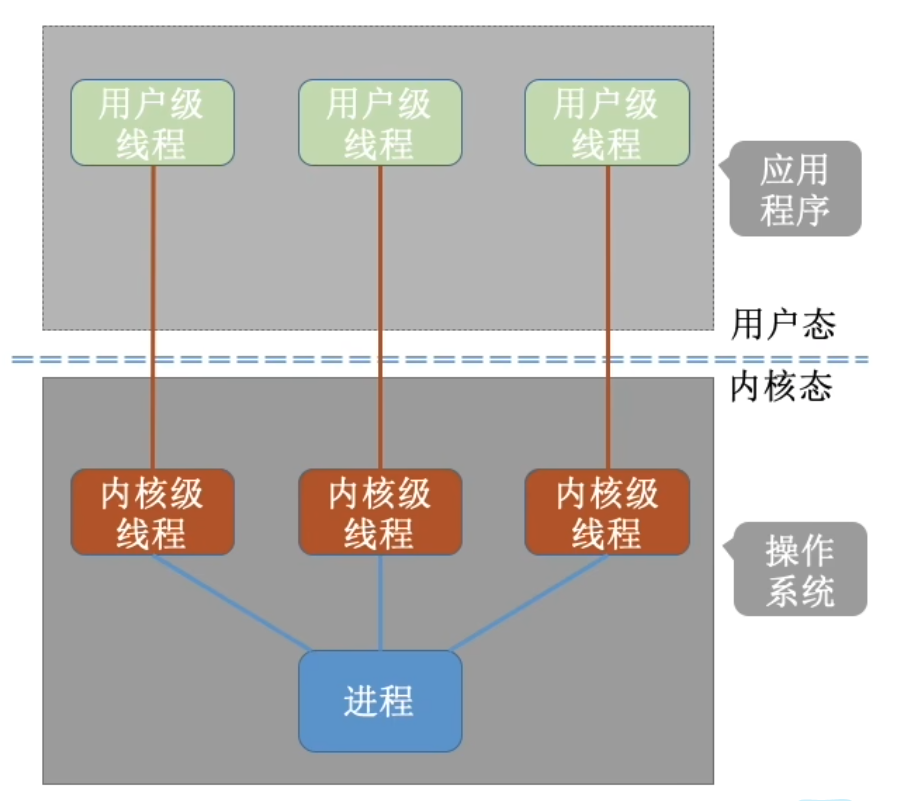 用户级 用户级 用户级
线程 线程 线程
应用
程序
用户态
内核态
内核级 内核级 内核级
线程 线程 线程
操作
系统
进程